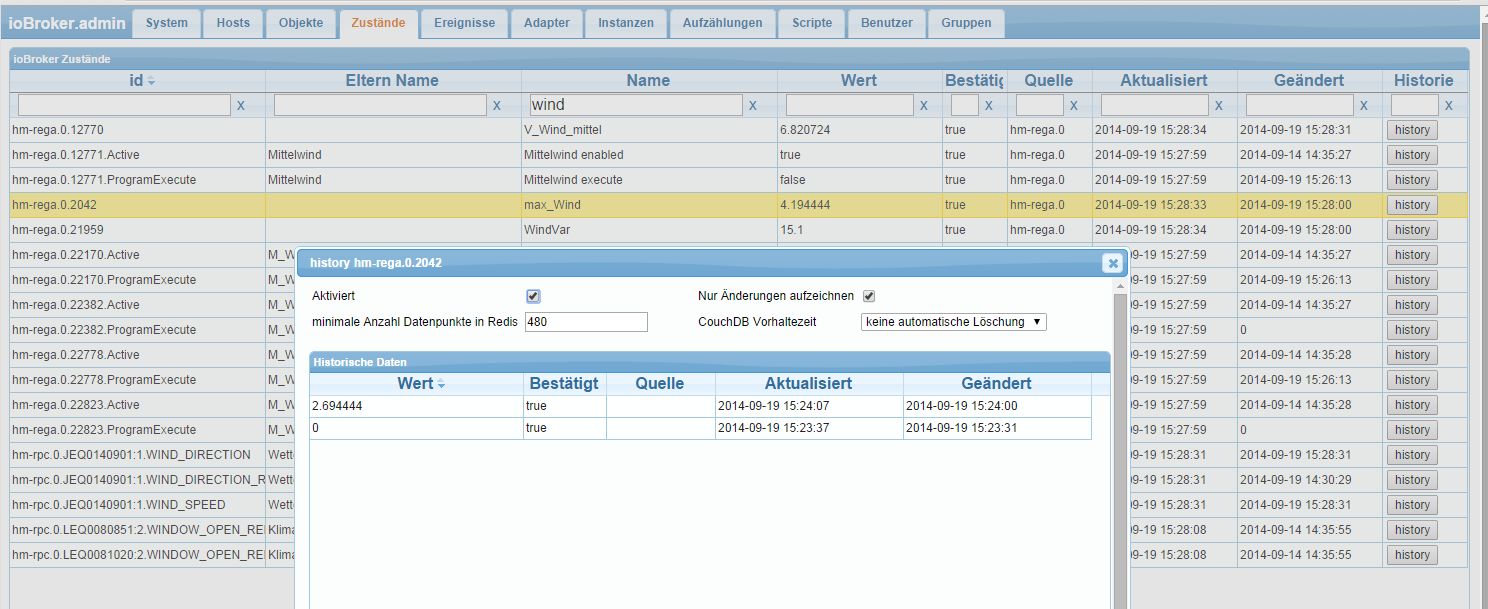 ioBroker.admin System Hosts Objekte Zustände Ereignisse Adapter Instanzen Aufzählungen Scripte Benutzer Gruppen
ioBroker Zustände
id Eltern Name Name Wert Bestätig Quelle Aktualisiert Geändert Historie
x x wind x x x x x x x
hm-rega.0.12770 V_Wind_mittel 6.820724 true hm-rega.0 2014-09-19 15:28:34 2014-09-19 15:28:31 history
hm-rega.0.12771.Active Mittelwind Mittelwind enabled true true hm-rega.0 2014-09-19 15:27:59 2014-09-14 14:35:27 history
hm-rega.0.12771.ProgramExecute Mittelwind Mittelwind execute false true hm-rega.0 2014-09-19 15:27:59 2014-09-19 15:26:13 history
hm-rega.0.2042 max_Wind 4.194444 true hm-rega.0 2014-09-19 15:28:33 2014-09-19 15:28:00 history
hm-rega.0.21959 WindVar 15.1 true hm-rega.0 2014-09-19 15:28:34 2014-09-19 15:28:00 history
hm-rega.0.22170.Active M_W 9-19 15:27:59 2014-09-14 14:35:27 history
hm-rega.0.22170.ProgramExecute M_W 9-19 15:27:59 2014-09-19 15:26:13 history
hm-rega.0.22382.Active M_W 9-19 15:27:59 2014-09-14 14:35:27 history
hm-rega.0.22382.ProgramExecute M_W 9-19 15:27:59 0 history
hm-rega.0.22778.Active M_W 9-19 15:27:59 2014-09-14 14:35:28 history
hm-rega.0.22778.ProgramExecute M_W 9-19 15:27:59 2014-09-19 15:26:13 history
hm-rega.0.22823.Active M_W 9-19 15:27:59 2014-09-14 14:35:28 history
hm-rega.0.22823.ProgramExecute M_W 9-19 15:27:59 0 history
hm-rpc.0.JEQ0140901:1.WIND_DIRECTION Wette 9-19 15:28:31 2014-09-19 15:28:31 history
hm-rpc.0.JEQ0140901:1.WIND_DIRECTION_R Wette 9-19 15:28:31 2014-09-19 14:30:29 history
hm-rpc.0.JEQ0140901:1.WIND_SPEED Wette 9-19 15:28:31 2014-09-19 15:28:31 history
hm-rpc.0.LEQ0080851:2.WINDOW_OPEN_REI Klima 9-19 15:28:08 2014-09-14 14:35:55 history
hm-rpc.0.LEQ0081020:2.WINDOW_OPEN_REI Klima 9-19 15:28:08 2014-09-14 14:35:55 history
history hm-rega.0.2042
Aktiviert Nur Änderungen aufzeichnen
minimale Anzahl Datenpunkte in Redis 480 CouchDB Vorhaltezeit keine automatische Löschung
Historische Daten
Wert Bestätigt Quelle Aktualisiert Geändert
2.694444 true 2014-09-19 15:24:07 2014-09-19 15:24:00
0 true 2014-09-19 15:23:37 2014-09-19 15:23:31